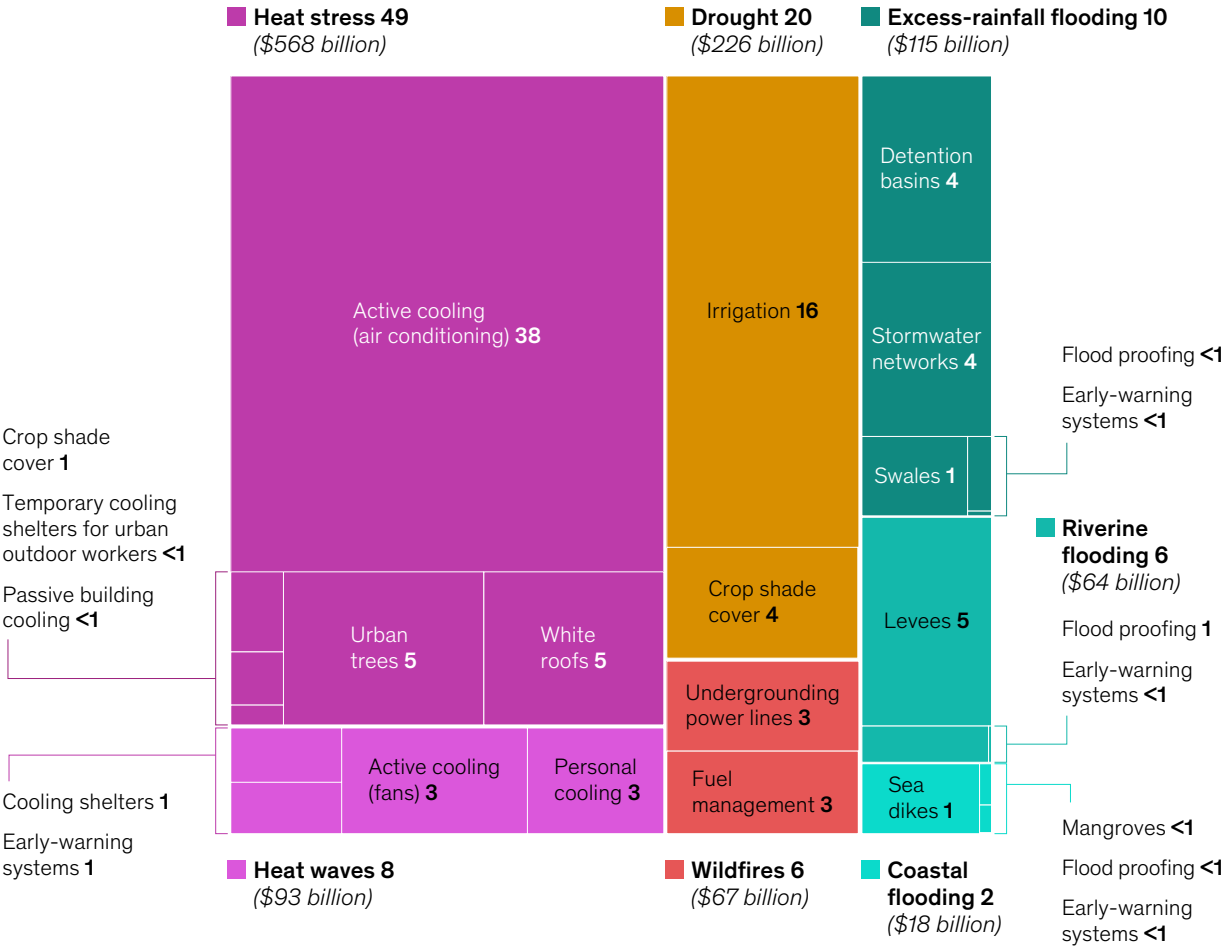 Heat stress 49
($568 billion)
Drought 20
($226 billion)
Excess-rainfall flooding 10
($115 billion)
Active cooling
(air conditioning) 38
Irrigation 16
Detention
basins 4
Stormwater
networks 4
Swales 1
Flood proofing <1
Early-warning
systems <1
Crop shade
cover 1
Temporary cooling
shelters for urban
outdoor workers <1
Passive building
cooling <1
Urban
trees 5
White
roofs 5
Crop shade
cover 4
Levees 5
Riverine
flooding 6
($64 billion)
Flood proofing 1
Early-warning
systems <1
Undergrounding
power lines 3
Fuel
management 3
Active cooling
(fans) 3
Personal
cooling 3
Cooling shelters 1
Early-warning
systems 1
Sea
dikes 1
Mangroves <1
Flood proofing <1
Early-warning
systems <1
Heat waves 8
($93 billion)
Wildfires 6
($67 billion)
Coastal
flooding 2
($18 billion)